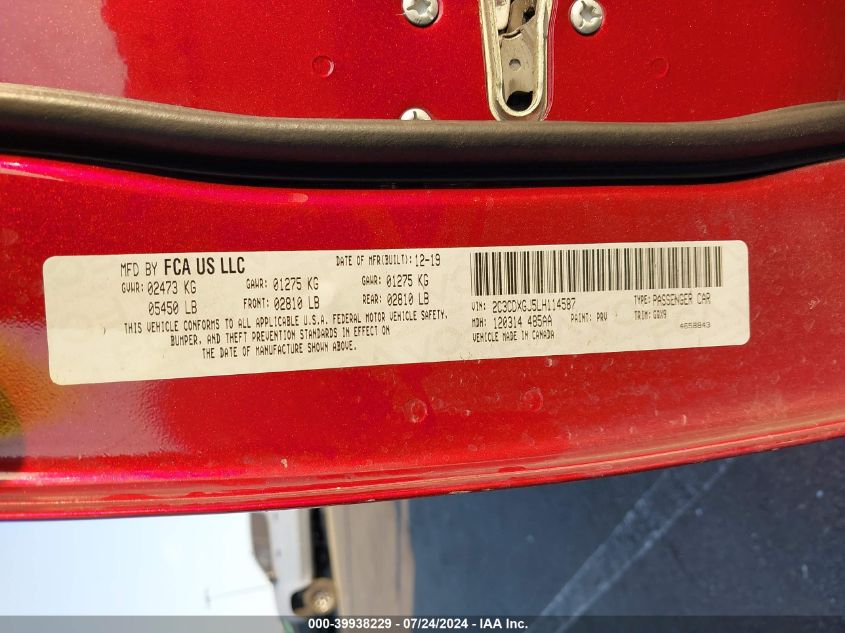 MFD BY FCA US LLC DATE OF MFR(BUILT): 12-19
GVWR: 02473 KG GAWR: 01275 KG GAWR: 01275 KG
05450 LB FRONT: 02810 LB REAR: 02810 LB
THIS VEHICLE CONFORMS TO ALL APPLICABLE U.S.A. FEDERAL MOTOR VEHICLE SAFETY,
BUMPER, AND THEFT PREVENTION STANDARDS IN EFFECT ON
THE DATE OF MANUFACTURE SHOWN ABOVE.
VIN: 2C3CDXGJ5LH114587 TYPE: PASSENGER CAR
MDH: 120314 485AA PAINT: PRV TRIM: GGX9
VEHICLE MADE IN CANADA 4658843
000-39938229 - 07/24/2024 - IAA Inc.